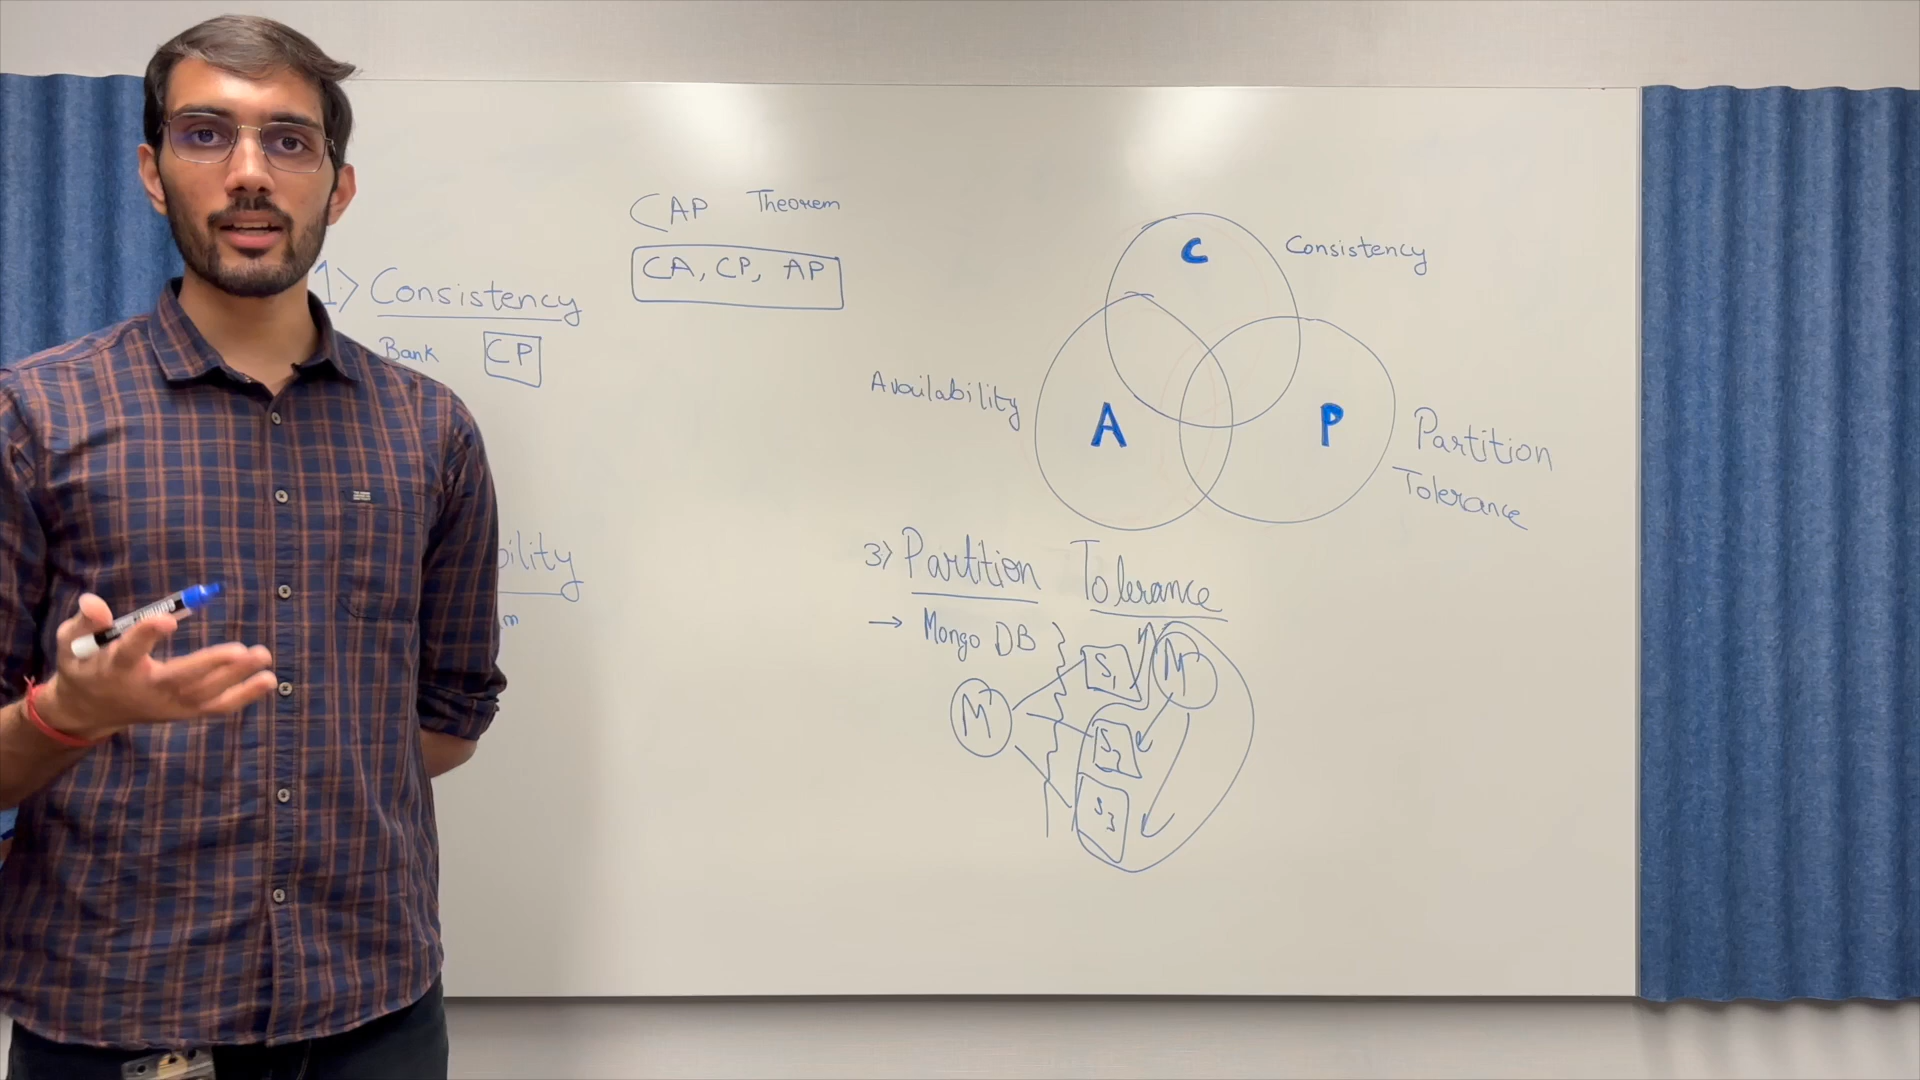 CAP Theorem
CA, CP, AP
1> Consistency
Bank CP
bility
m
C
Consistency
Availability
A
P
Partition
Tolerance
3> Partition Tolerance
→ Mongo DB
M
S1
S2
S3
M